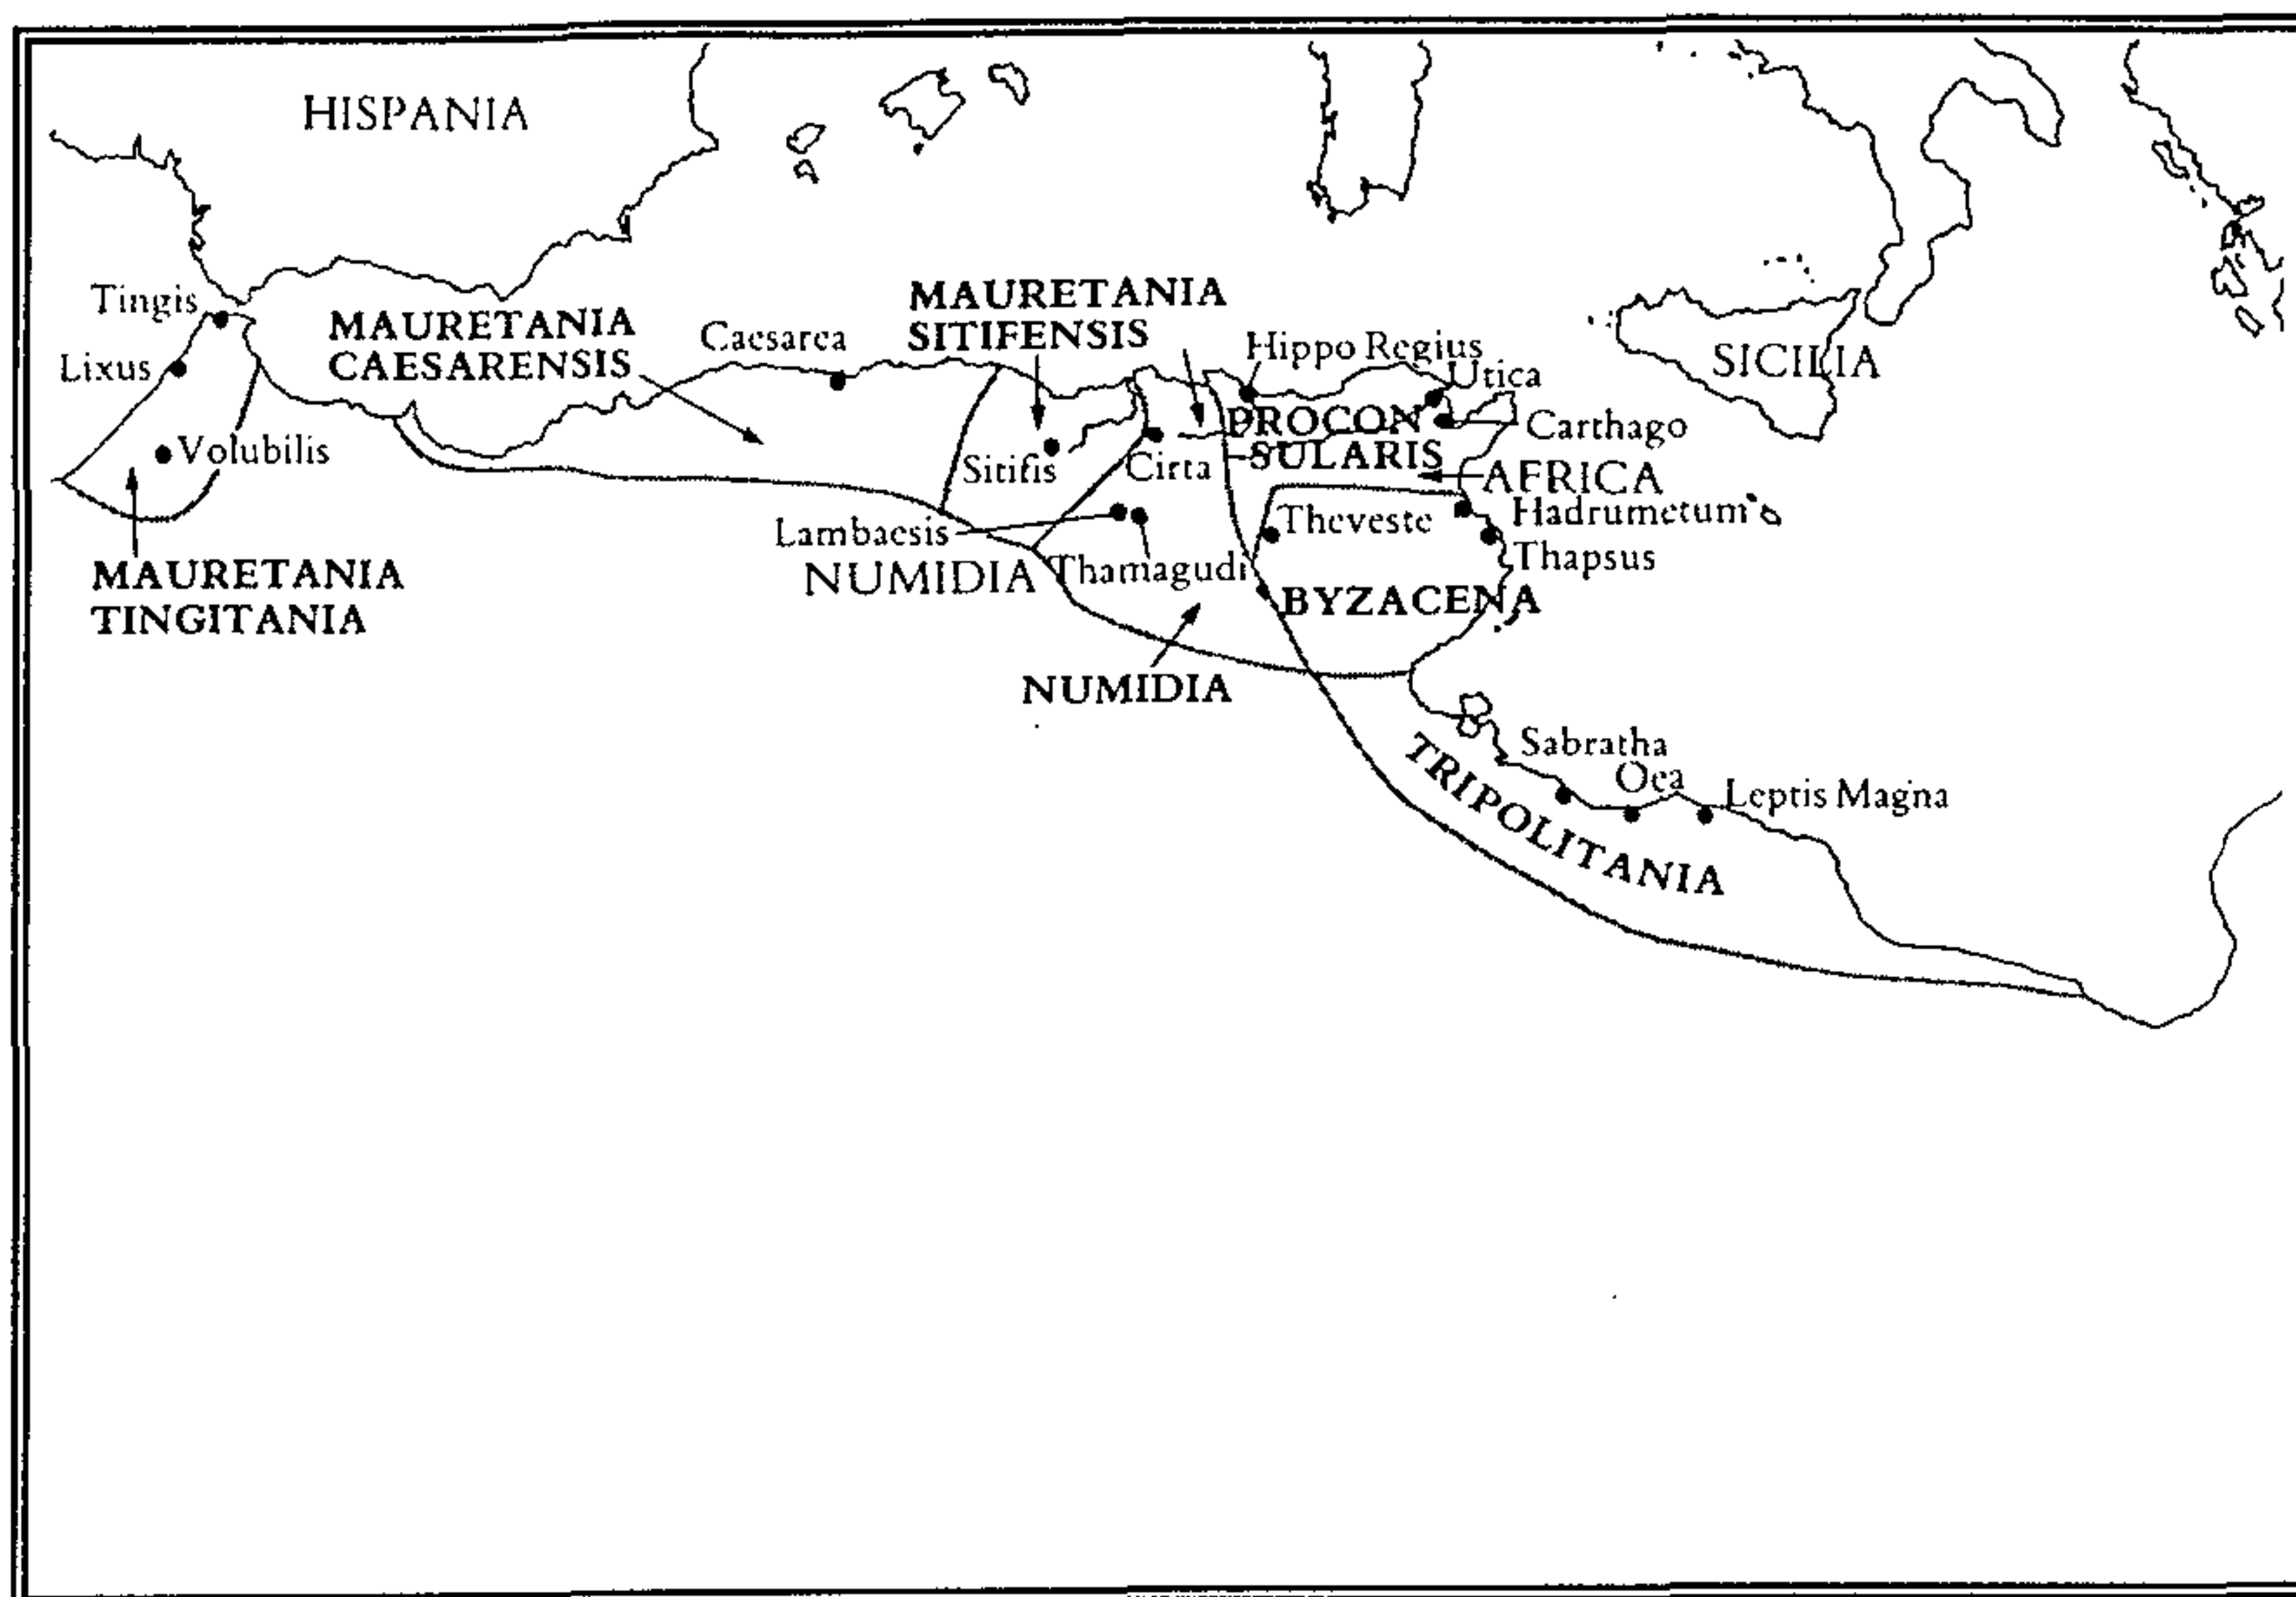 HISPANIA
Tingis
Lixus
Volubilis
MAURETANIA
TINGITANIA
MAURETANIA
CAESARENSIS
Caesarea
MAURETANIA
SITIFENSIS
Hippo Regius
Utica
SICILIA
PROCON
SULARIS
Carthago
Sitifis
Cirta
AFRICA
Lambaesis
Theveste
Hadrumetum
NUMIDIA
Thamagudi
Thapsus
BYZACENA
NUMIDIA
Sabratha
Oea
Leptis Magna
TRIPOLITANIA